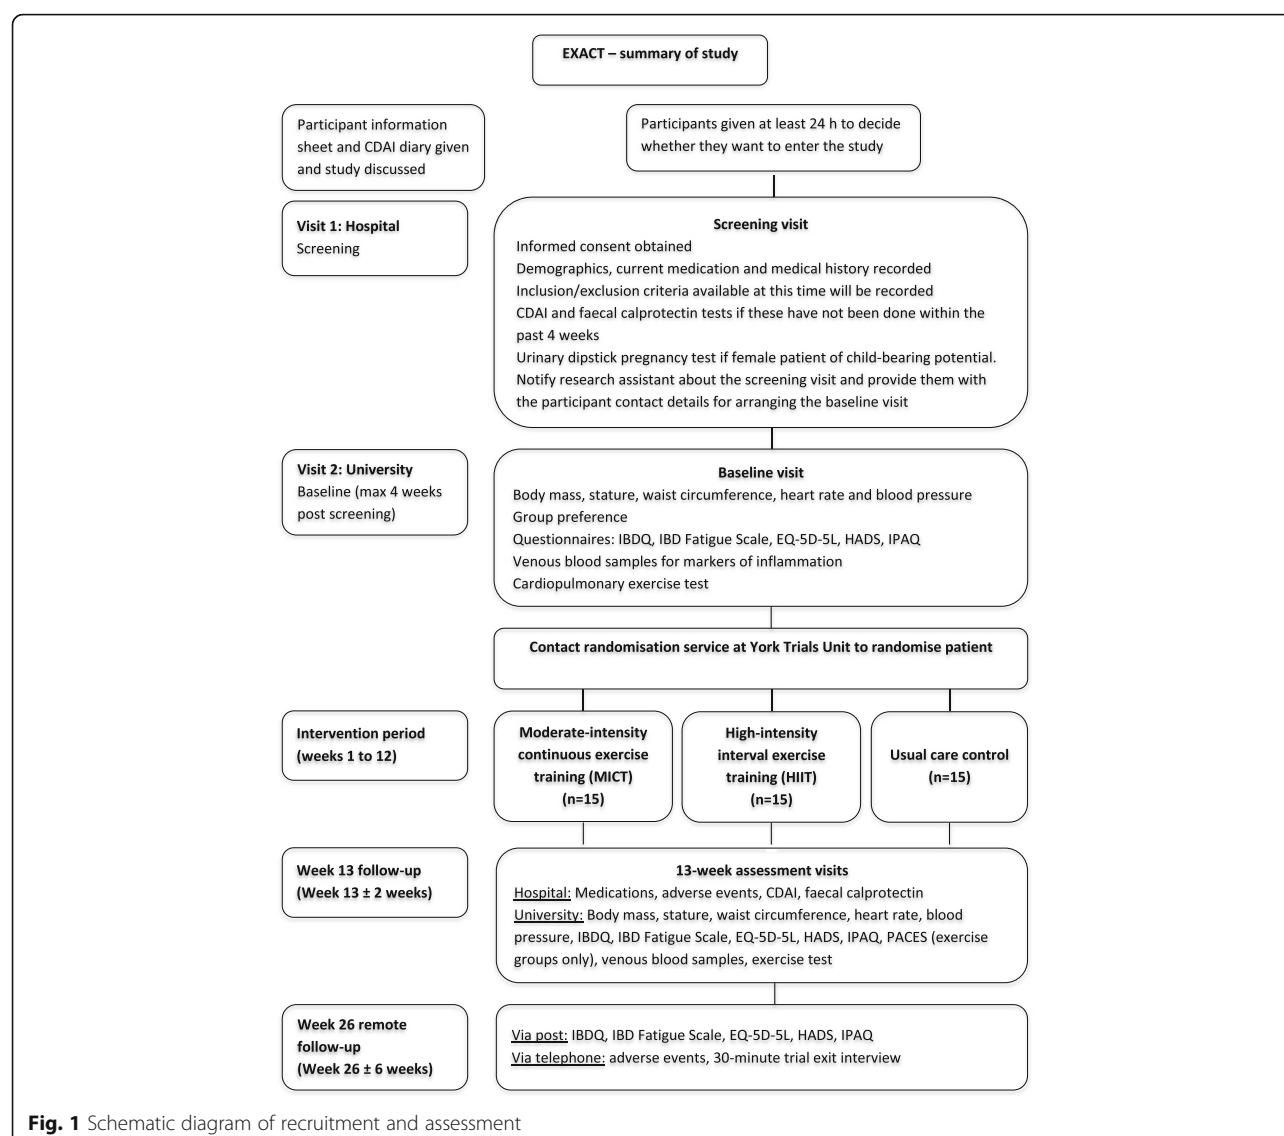 EXACT – summary of study
Participant information
sheet and CDAI diary given
and study discussed
Participants given at least 24 h to decide
whether they want to enter the study
Visit 1: Hospital
Screening
Screening visit
Informed consent obtained
Demographics, current medication and medical history recorded
Inclusion/exclusion criteria available at this time will be recorded
CDAI and faecal calprotectin tests if these have not been done within the
past 4 weeks
Urinary dipstick pregnancy test if female patient of child-bearing potential.
Notify research assistant about the screening visit and provide them with
the participant contact details for arranging the baseline visit
Visit 2: University
Baseline (max 4 weeks
post screening)
Baseline visit
Body mass, stature, waist circumference, heart rate and blood pressure
Group preference
Questionnaires: IBDQ, IBD Fatigue Scale, EQ-5D-5L, HADS, IPAQ
Venous blood samples for markers of inflammation
Cardiopulmonary exercise test
Contact randomisation service at York Trials Unit to randomise patient
Intervention period
(weeks 1 to 12)
Moderate-intensity
continuous exercise
training (MICT)
(n=15)
High-intensity
interval exercise
training (HIIT)
(n=15)
Usual care control
(n=15)
Week 13 follow-up
(Week 13 ± 2 weeks)
13-week assessment visits
Hospital: Medications, adverse events, CDAI, faecal calprotectin
University: Body mass, stature, waist circumference, heart rate, blood
pressure, IBDQ, IBD Fatigue Scale, EQ-5D-5L, HADS, IPAQ, PACES (exercise
groups only), venous blood samples, exercise test
Week 26 remote
follow-up
(Week 26 ± 6 weeks)
Via post: IBDQ, IBD Fatigue Scale, EQ-5D-5L, HADS, IPAQ
Via telephone: adverse events, 30-minute trial exit interview
Fig. 1 Schematic diagram of recruitment and assessment